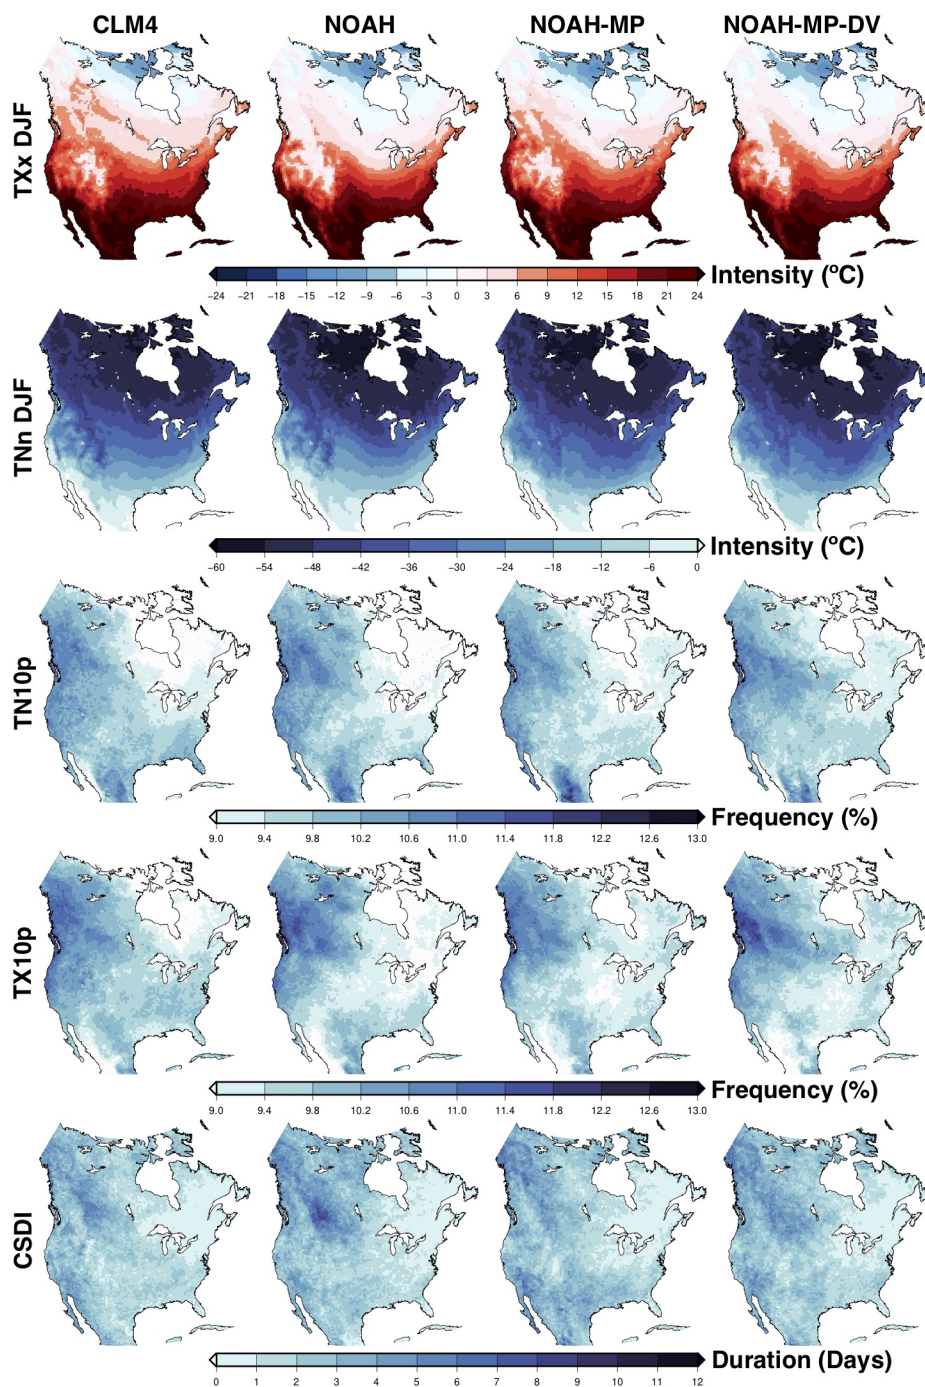 CLM4 NOAH NOAH-MP NOAH-MP-DV
TXx DJF
Intensity (ºC)
−24 −21 −18 −15 −12 −9 −6 −3 0 3 6 9 12 15 18 21 24
TNn DJF
Intensity (ºC)
−60 −54 −48 −42 −36 −30 −24 −18 −12 −6 0
TN10p
Frequency (%)
9.0 9.4 9.8 10.2 10.6 11.0 11.4 11.8 12.2 12.6 13.0
TX10p
Frequency (%)
9.0 9.4 9.8 10.2 10.6 11.0 11.4 11.8 12.2 12.6 13.0
CSDI
Duration (Days)
0 1 2 3 4 5 6 7 8 9 10 11 12